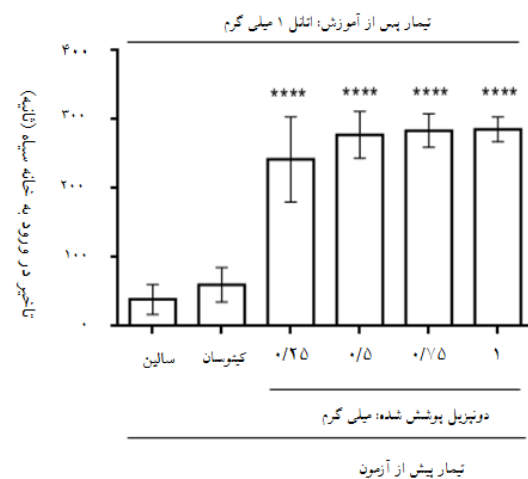 تیمار پس از آموزش: اتانل ۱ میلی گرم
تاخیر در ورود به خانه سیاه (ثانیه)
۴۰۰
۳۰۰
۲۰۰
۱۰۰
۰
**** **** **** ****
سالین کیتوسان ۰/۲۵ ۰/۵ ۰/۷۵ ۱
دونپزیل پوشش شده: میلی گرم
تیمار پیش از آزمون